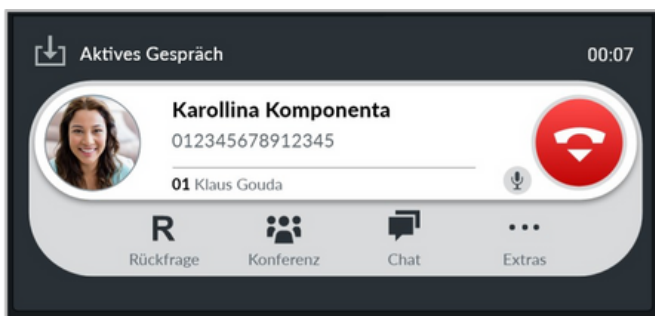 Aktives Gespräch 00:07
Karollina Komponenta
012345678912345
01 Klaus Gouda
R
Rückfrage Konferenz Chat Extras